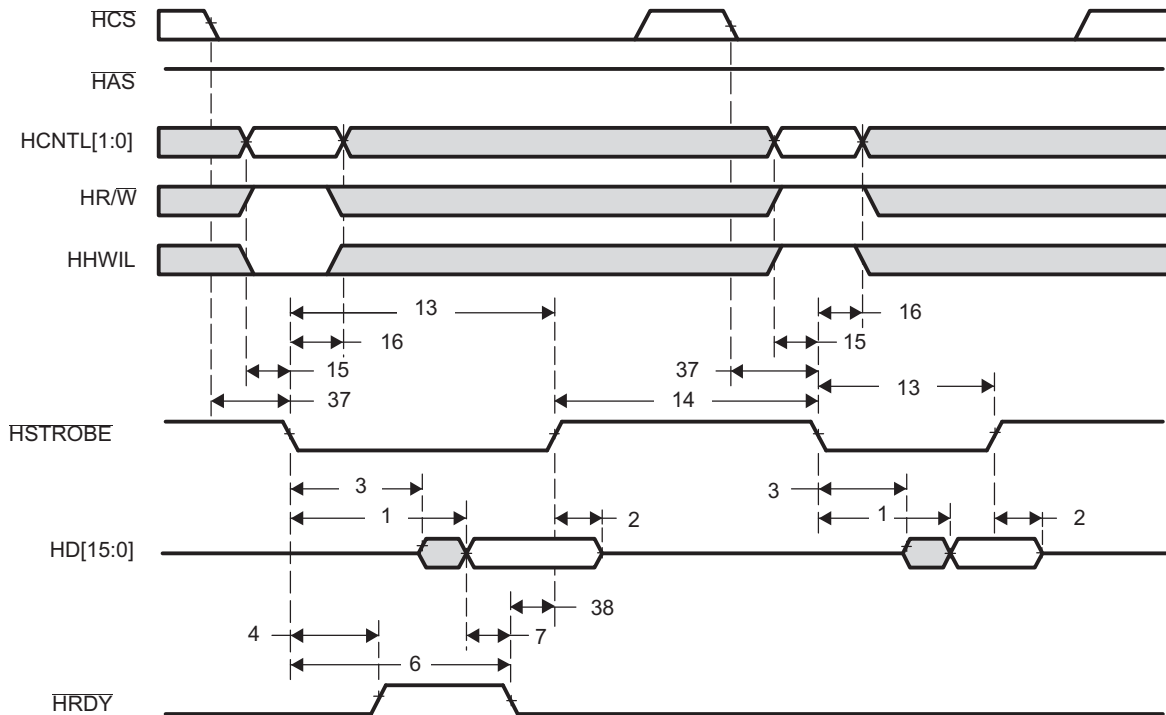 HCS
HAS
HCNTL[1:0]
HR/W
HHWIL
13
16
16
15
15
37
37
13
14
HSTROBE
3
3
1
1
2
2
HD[15:0]
38
4
7
6
HRDY